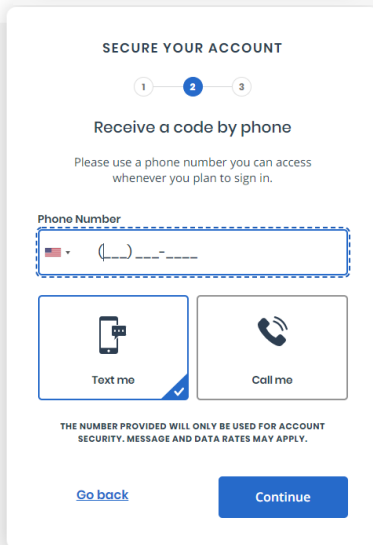 SECURE YOUR ACCOUNT
1 2 3
Receive a code by phone
Please use a phone number you can access
whenever you plan to sign in.
Phone Number
(___) ___-____
Text me Call me
THE NUMBER PROVIDED WILL ONLY BE USED FOR ACCOUNT
SECURITY. MESSAGE AND DATA RATES MAY APPLY.
Go back Continue